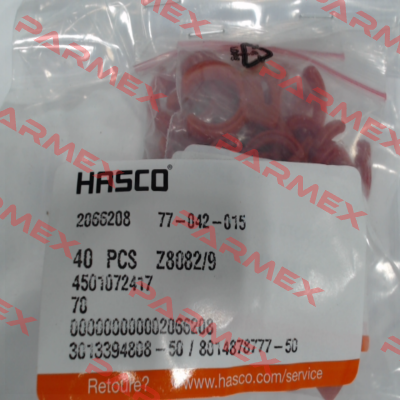 HASCO®
2066208 77-042-015
40 PCS Z8082/9
4501072417
70
000000000002066208
3013394808-50 / 8014878777-50
Retoure? www.hasco.com/service
PARMEX.com